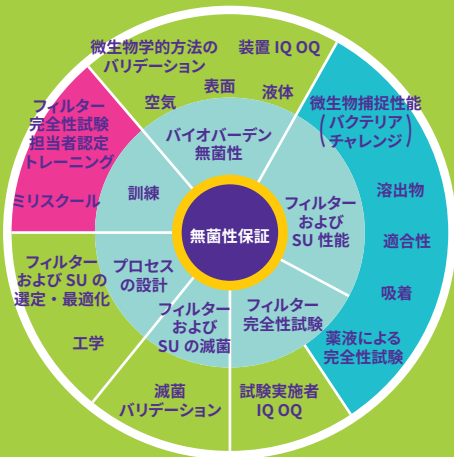 微生物学的方法の
バリデーション
装置 IQ OQ
空気
表面
液体
バイオバーデン
無菌性
微生物捕捉性能
(バクテリア
チャレンジ)
溶出物
適合性
吸着
薬液による
完全性試験
フィルター
および
SU 性能
フィルター
完全性試験
試験実施者
IQ OQ
フィルター
および
SU の滅菌
滅菌
バリデーション
プロセス
の設計
フィルター
および SU の
選定・最適化
工学
訓練
フィルター
完全性試験
担当者認定
トレーニング
ミリスクール
無菌性保証